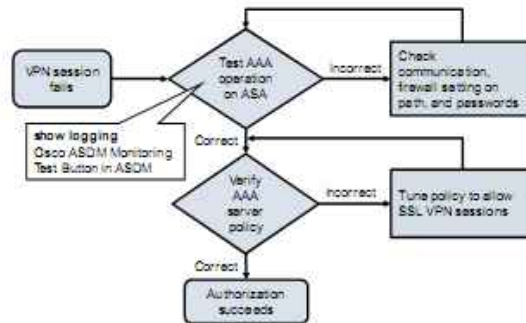 VPN session
fails
Test AAA
operation
on ASA
Incorrect
Check
communication,
firewall setting on
path, and passwords
show logging
Cisco ASDM Monitoring
Test Button in ASDM
Correct
Verify
AAA
server
policy
Incorrect
Tune policy to allow
SSL VPN sessions
Correct
Authorization
succeeds